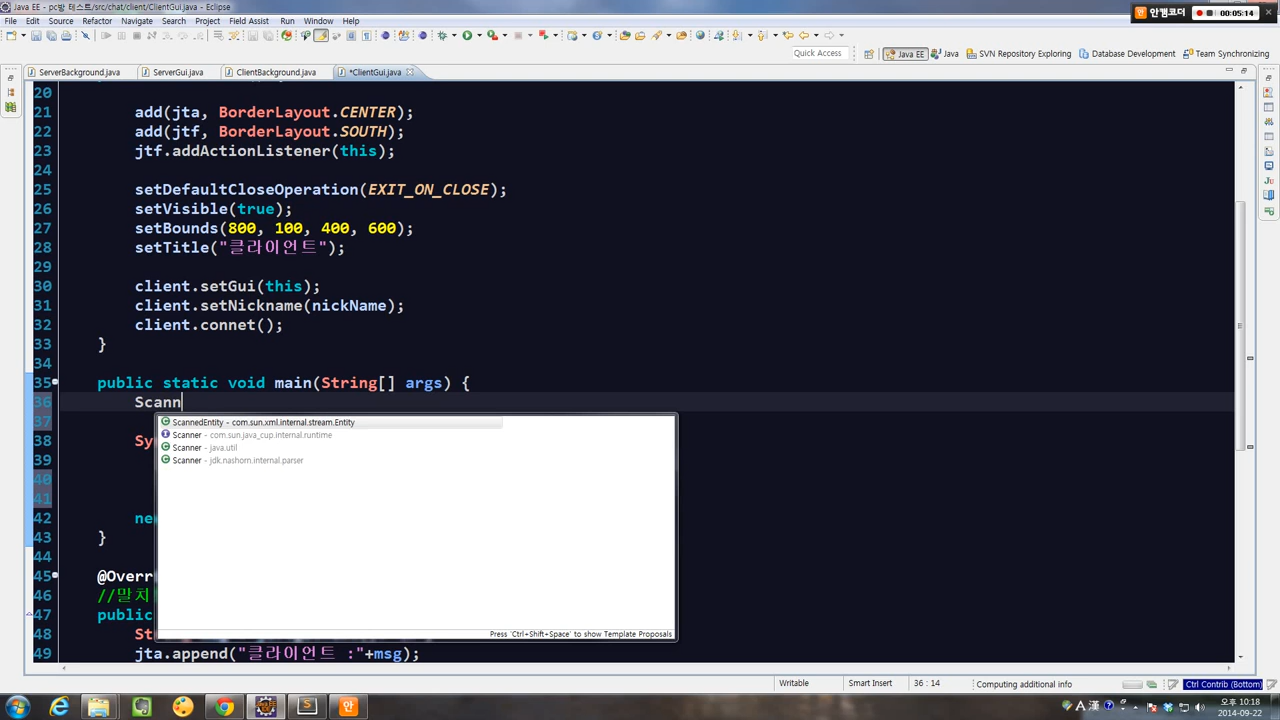 Java EE - pc방 테스트/src/chat/client/ClientGui.java - Eclipse
안캠코더
00:05:14
File Edit Source Refactor Navigate Search Project Field Assist Run Window Help
Quick Access
Java EE
Java
SVN Repository Exploring
Database Development
Team Synchronizing
ServerBackground.java
ServerGui.java
ClientBackground.java
*ClientGui.java
20
21 add(jta, BorderLayout.CENTER);
22 add(jtf, BorderLayout.SOUTH);
23 jtf.addActionListener(this);
24
25 setDefaultCloseOperation(EXIT_ON_CLOSE);
26 setVisible(true);
27 setBounds(800, 100, 400, 600);
28 setTitle("클라이언트");
29
30 client.setGui(this);
31 client.setNickname(nickName);
32 client.connet();
33 }
34
35 public static void main(String[] args) {
36 Scann
ScannedEntity - com.sun.xml.internal.stream.Entity
37
Scanner - com.sun.java_cup.internal.runtime
38 Sy
Scanner - java.util
39
Scanner - jdk.nashorn.internal.parser
40
41
42 ne
43 }
44
45 @Overr
46 //말치
47 public
48 St
Press 'Ctrl+Shift+Space' to show Template Proposals
49 jta.append("클라이언트 :"+msg);
Writable
Smart Insert
36 : 14
Computing additional info
Ctrl Contrib (Bottom)
A 漢
오후 10:18
2014-09-22